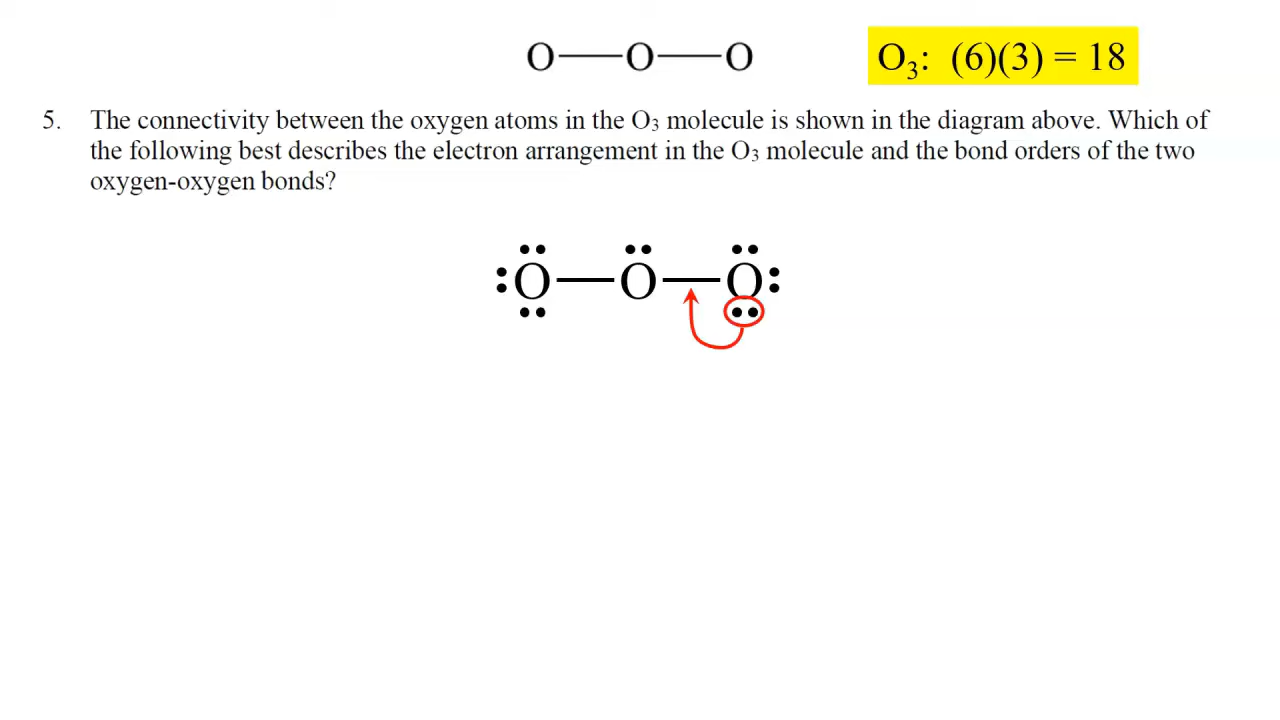 O—O—O
O₃: (6)(3) = 18
5. The connectivity between the oxygen atoms in the O₃ molecule is shown in the diagram above. Which of
the following best describes the electron arrangement in the O₃ molecule and the bond orders of the two
oxygen-oxygen bonds?
O—O—O